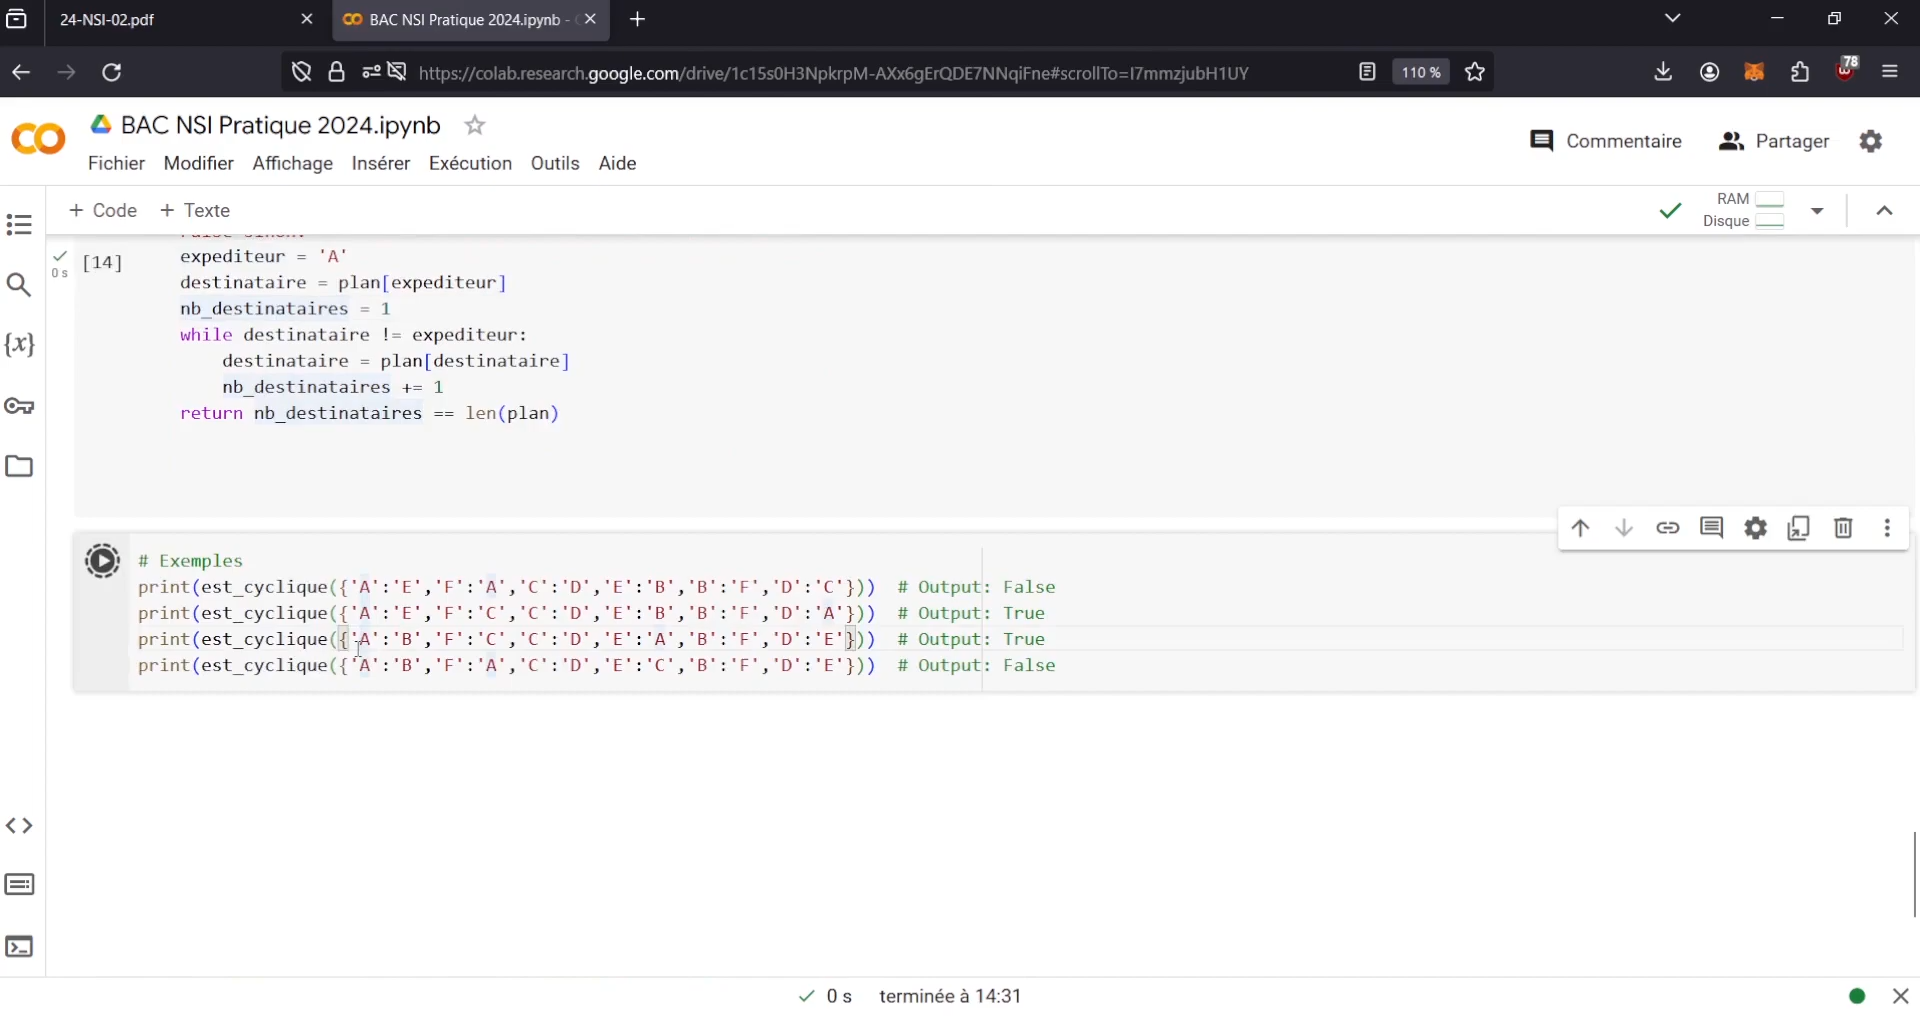 24-NSI-02.pdf
BAC NSI Pratique 2024.ipynb -
https://colab.research.google.com/drive/1c15s0H3NpkrpM-AXx6gErQDE7NNqiFne#scrollTo=I7mmzjubH1UY
110 %
78
BAC NSI Pratique 2024.ipynb
Commentaire
Partager
Fichier Modifier Affichage Insérer Exécution Outils Aide
+ Code + Texte
RAM
Disque
0 s
[14]
expediteur = 'A'
destinataire = plan[expediteur]
nb_destinataires = 1
while destinataire != expediteur:
destinataire = plan[destinataire]
nb_destinataires += 1
return nb_destinataires == len(plan)
# Exemples
print(est_cyclique({'A':'E','F':'A','C':'D','E':'B','B':'F','D':'C'})) # Output: False
print(est_cyclique({'A':'E','F':'C','C':'D','E':'B','B':'F','D':'A'})) # Output: True
print(est_cyclique({'A':'B','F':'C','C':'D','E':'A','B':'F','D':'E'})) # Output: True
print(est_cyclique({'A':'B','F':'A','C':'D','E':'C','B':'F','D':'E'})) # Output: False
0 s terminée à 14:31